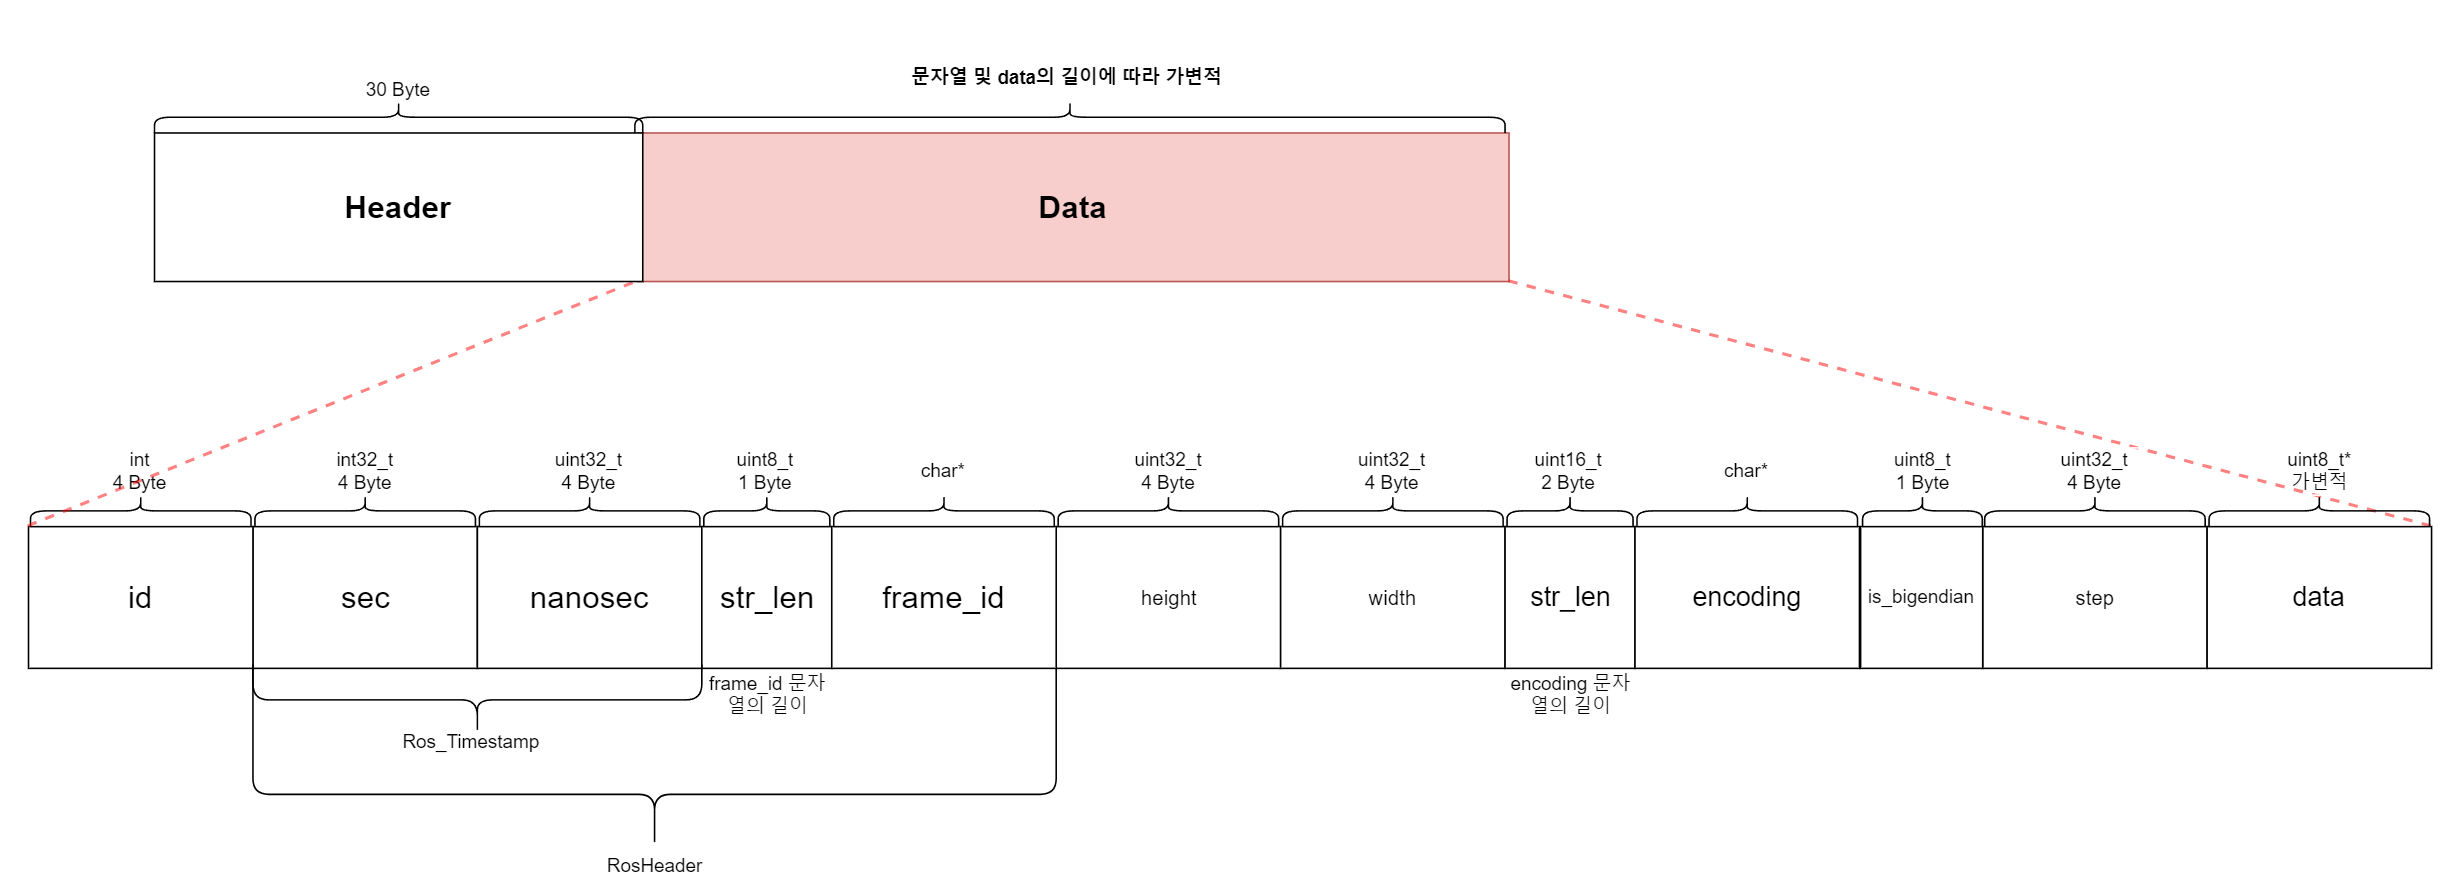 문자열 및 data의 길이에 따라 가변적
30 Byte
Header
Data
int
4 Byte
int32_t
4 Byte
uint32_t
4 Byte
uint8_t
1 Byte
char*
uint32_t
4 Byte
uint32_t
4 Byte
uint16_t
2 Byte
char*
uint8_t
1 Byte
uint32_t
4 Byte
uint8_t*
가변적
id
sec
nanosec
str_len
frame_id
height
width
str_len
encoding
is_bigendian
step
data
frame_id 문자
열의 길이
encoding 문자
열의 길이
Ros_Timestamp
RosHeader